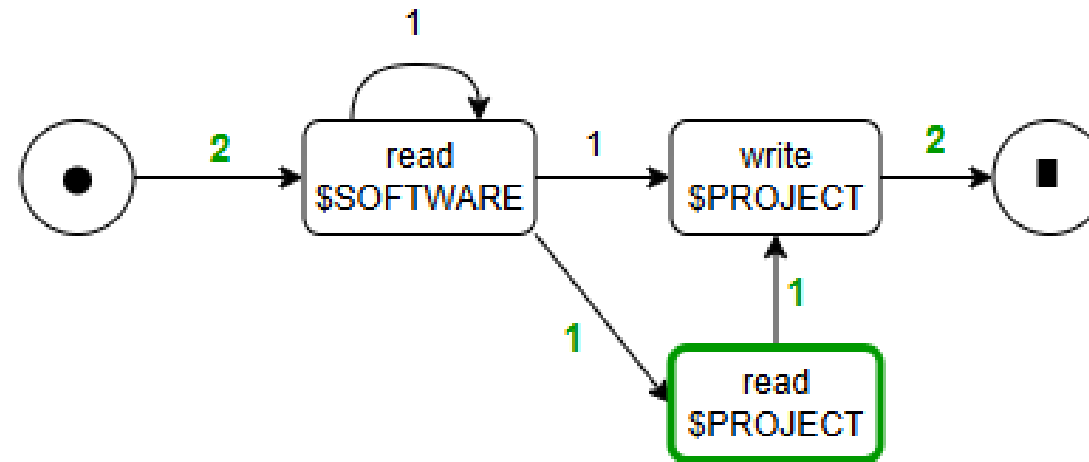 1
2
read
$SOFTWARE
1
write
$PROJECT
2
1
1
read
$PROJECT